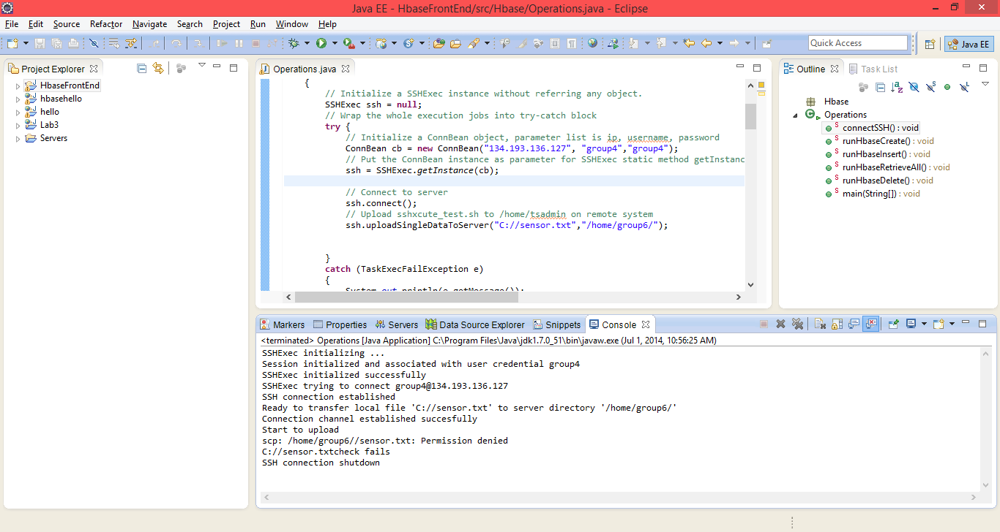 Java EE - HbaseFrontEnd/src/Hbase/Operations.java - Eclipse
File Edit Source Refactor Navigate Search Project Run Window Help
Quick Access
Java EE
Project Explorer
HbaseFrontEnd
hbasehello
hello
Lab3
Servers
Operations.java
{
// Initialize a SSHExec instance without referring any object.
SSHExec ssh = null;
// Wrap the whole execution jobs into try-catch block
try {
// Initialize a ConnBean object, parameter list is ip, username, password
ConnBean cb = new ConnBean("134.193.136.127", "group4","group4");
// Put the ConnBean instance as parameter for SSHExec static method getInstanc
ssh = SSHExec.getInstance(cb);
// Connect to server
ssh.connect();
// Upload sshxcute_test.sh to /home/tsadmin on remote system
ssh.uploadSingleDataToServer("C://sensor.txt","/home/group6/");
}
catch (TaskExecFailException e)
{
System.out.println(e.getMessage());
Outline Task List
Hbase
Operations
connectSSH() : void
runHbaseCreate() : void
runHbaseInsert() : void
runHbaseRetrieveAll() : void
runHbaseDelete() : void
main(String[]) : void
Markers Properties Servers Data Source Explorer Snippets Console
<terminated> Operations [Java Application] C:\Program Files\Java\jdk1.7.0_51\bin\javaw.exe (Jul 1, 2014, 10:56:25 AM)
SSHExec initializing ...
Session initialized and associated with user credential group4
SSHExec initialized successfully
SSHExec trying to connect group4@134.193.136.127
SSH connection established
Ready to transfer local file 'C://sensor.txt' to server directory '/home/group6/'
Connection channel established succesfully
Start to upload
scp: /home/group6//sensor.txt: Permission denied
C://sensor.txtcheck fails
SSH connection shutdown